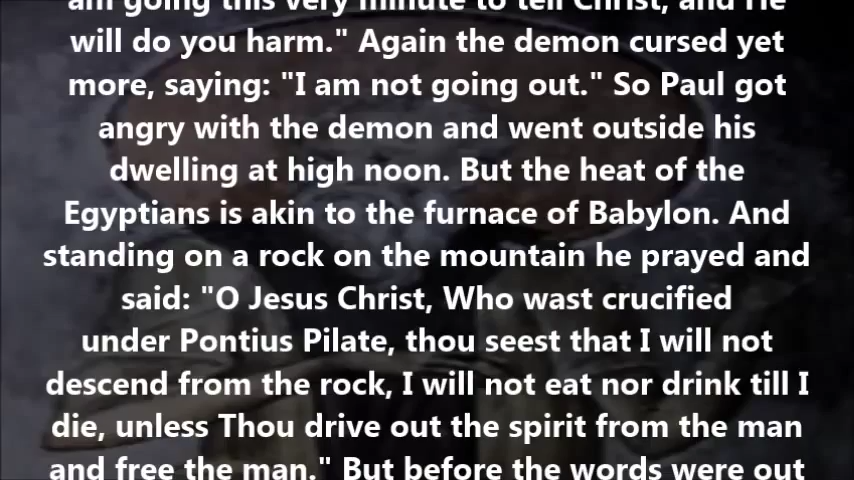 am going this very minute to tell Christ, and He
will do you harm." Again the demon cursed yet
more, saying: "I am not going out." So Paul got
angry with the demon and went outside his
dwelling at high noon. But the heat of the
Egyptians is akin to the furnace of Babylon. And
standing on a rock on the mountain he prayed and
said: "O Jesus Christ, Who wast crucified
under Pontius Pilate, thou seest that I will not
descend from the rock, I will not eat nor drink till I
die, unless Thou drive out the spirit from the man
and free the man." But before the words were out